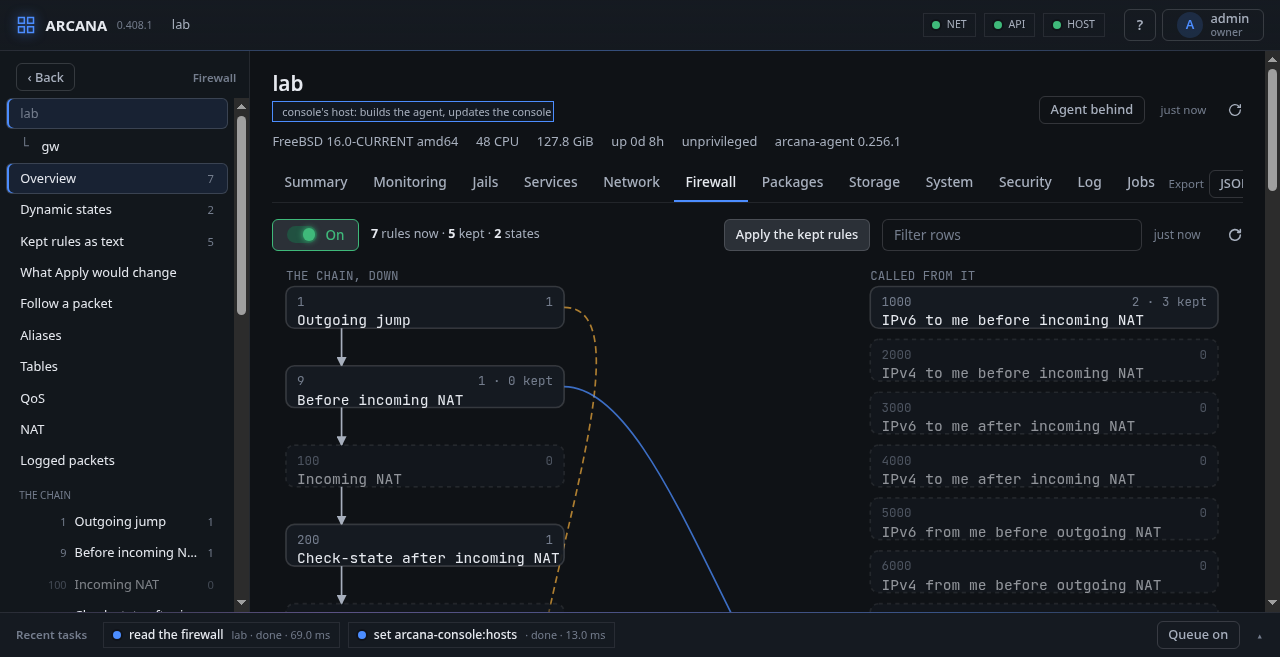 ARCANA 0.408.1 lab NET API HOST ? A admin owner
‹ Back Firewall
lab
gw
Overview 7
Dynamic states 2
Kept rules as text 5
What Apply would change
Follow a packet
Aliases
Tables
QoS
NAT
Logged packets
THE CHAIN
1 Outgoing jump 1
9 Before incoming N... 1
100 Incoming NAT 0
lab
console's host: builds the agent, updates the console
Agent behind just now
FreeBSD 16.0-CURRENT amd64 48 CPU 127.8 GiB up 0d 8h unprivileged arcana-agent 0.256.1
Summary Monitoring Jails Services Network Firewall Packages Storage System Security Log Jobs Export JSO
On 7 rules now · 5 kept · 2 states Apply the kept rules Filter rows just now
THE CHAIN, DOWN
1 1
Outgoing jump
9 1 · 0 kept
Before incoming NAT
100 0
Incoming NAT
200 1
Check-state after incoming NAT
CALLED FROM IT
1000 2 · 3 kept
IPv6 to me before incoming NAT
2000 0
IPv4 to me before incoming NAT
3000 0
IPv6 to me after incoming NAT
4000 0
IPv4 to me after incoming NAT
5000 0
IPv6 from me before outgoing NAT
6000 0
IPv4 from me before outgoing NAT
Recent tasks read the firewall lab · done · 69.0 ms set arcana-console:hosts · done · 13.0 ms Queue on